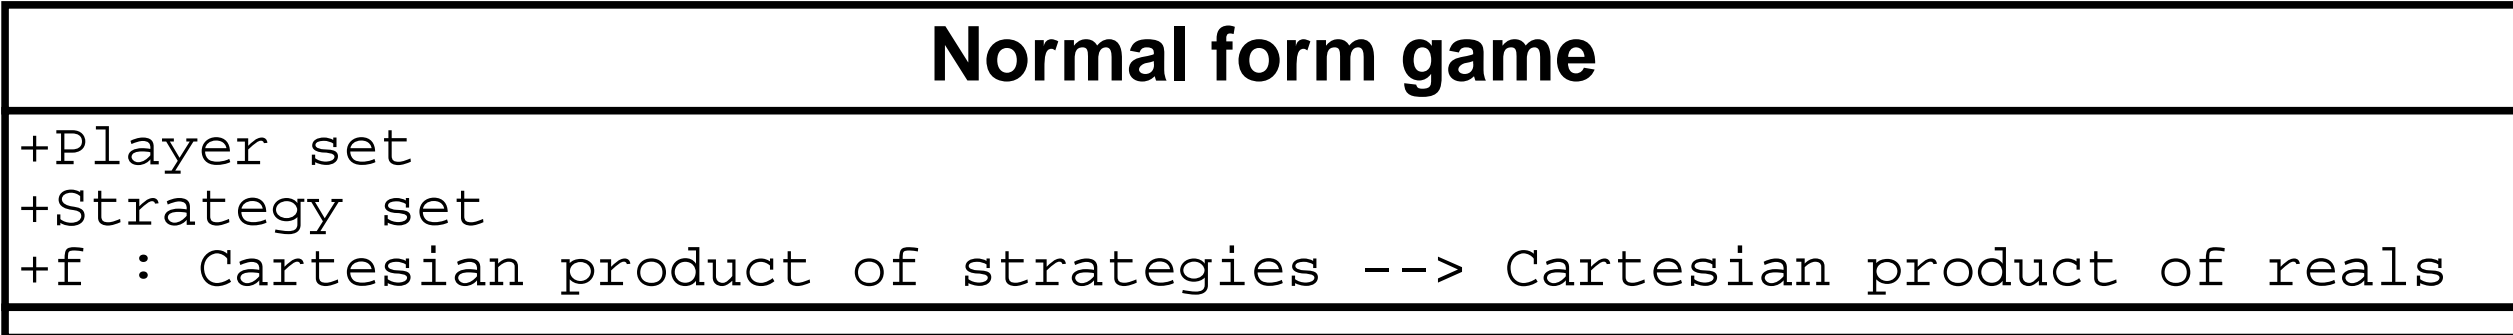 Normal form game
+Player set
+Strategy set
+f : Cartesian product of strategies --> Cartesian product of reals